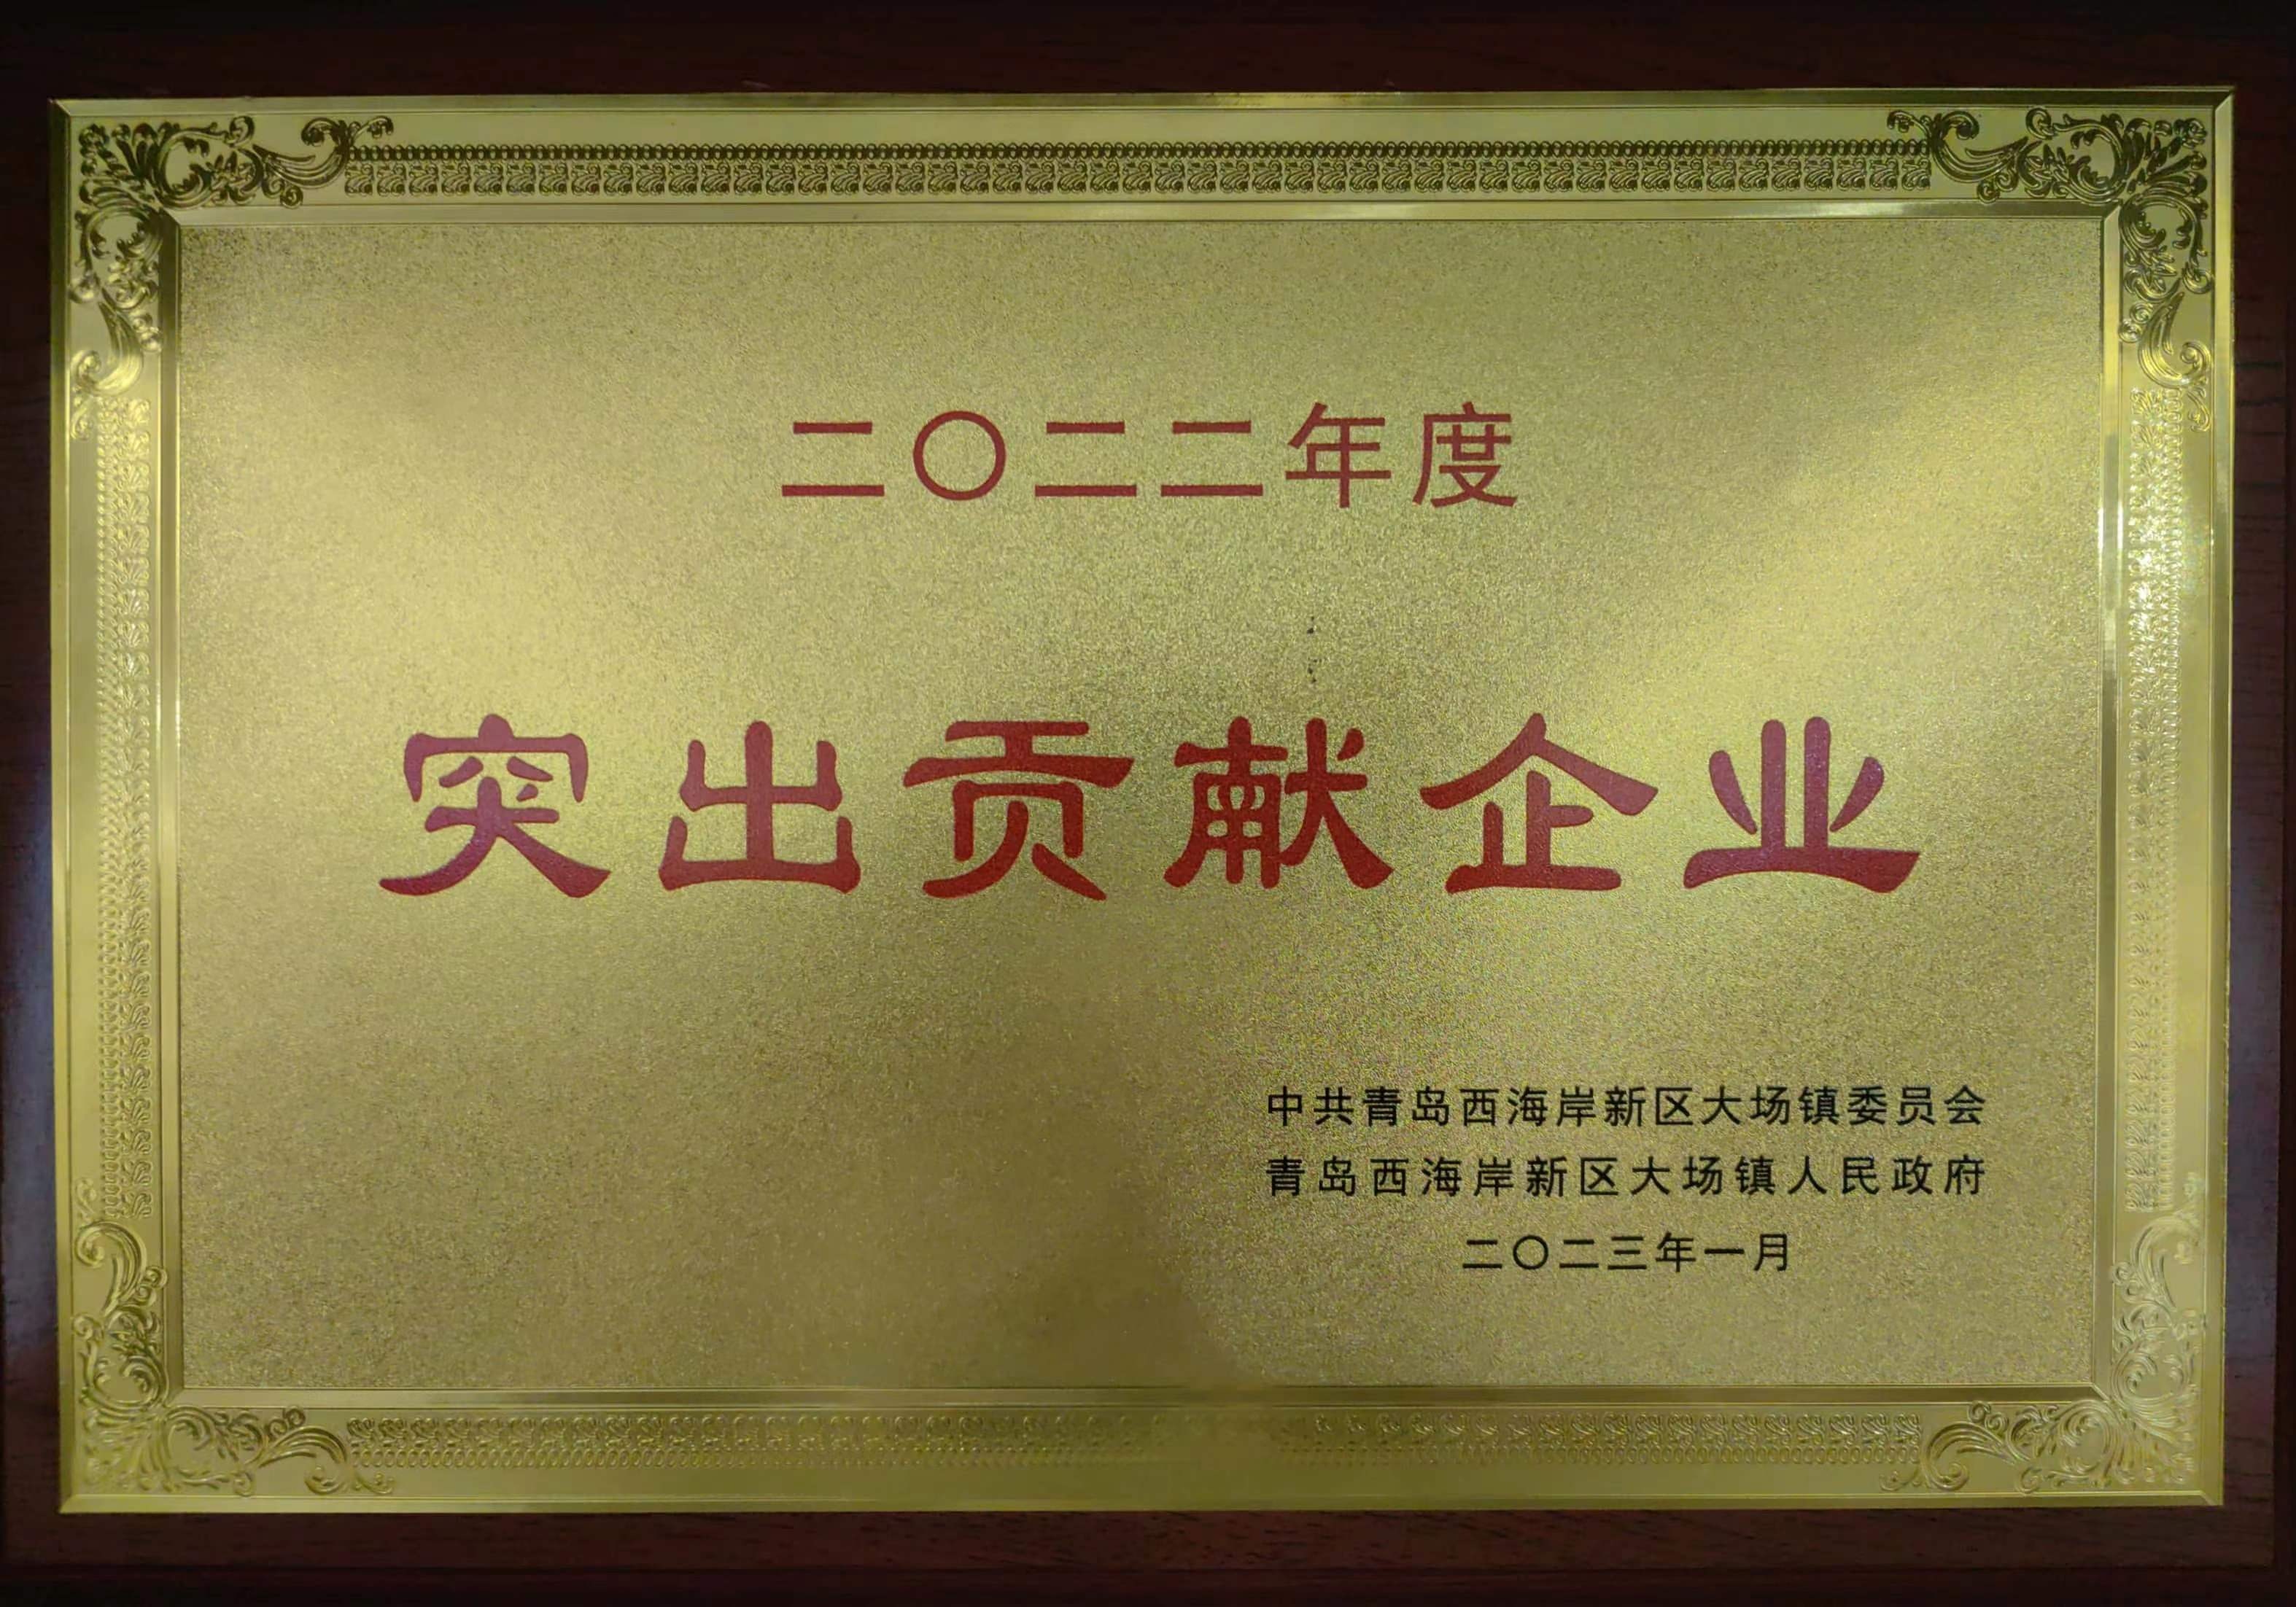 二〇二二年度
突出贡献企业
中共青岛西海岸新区大场镇委员会
青岛西海岸新区大场镇人民政府
二〇二三年一月